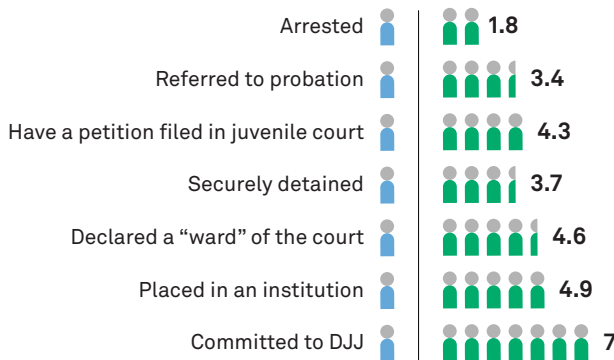 Arrested 1.8
Referred to probation 3.4
Have a petition filed in juvenile court 4.3
Securely detained 3.7
Declared a “ward” of the court 4.6
Placed in an institution 4.9
Committed to DJJ 7